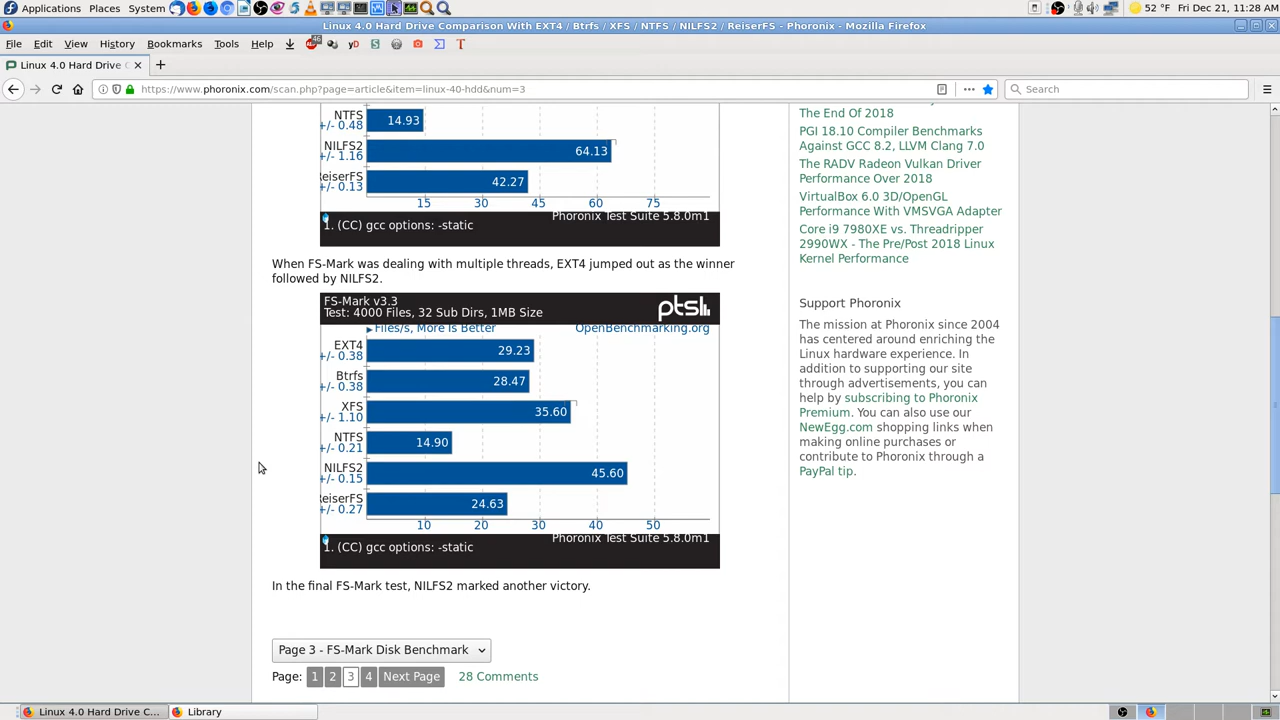 Applications Places System
52 °F Fri Dec 21, 11:28 AM
Linux 4.0 Hard Drive Comparison With EXT4 / Btrfs / XFS / NTFS / NILFS2 / ReiserFS - Phoronix - Mozilla Firefox
File Edit View History Bookmarks Tools Help
Linux 4.0 Hard Drive C
https://www.phoronix.com/scan.php?page=article&item=linux-40-hdd&num=3
Search
NTFS
+/- 0.48
14.93
NILFS2
+/- 1.16
64.13
ReiserFS
+/- 0.13
42.27
15 30 45 60 75
Phoronix Test Suite 5.8.0m1
1. (CC) gcc options: -static
When FS-Mark was dealing with multiple threads, EXT4 jumped out as the winner
followed by NILFS2.
FS-Mark v3.3
Test: 4000 Files, 32 Sub Dirs, 1MB Size
ptsl
Files/s, More Is Better
OpenBenchmarking.org
EXT4
+/- 0.38
29.23
Btrfs
+/- 0.38
28.47
XFS
+/- 1.10
35.60
NTFS
+/- 0.21
14.90
NILFS2
+/- 0.15
45.60
ReiserFS
+/- 0.27
24.63
10 20 30 40 50
Phoronix Test Suite 5.8.0m1
1. (CC) gcc options: -static
In the final FS-Mark test, NILFS2 marked another victory.
Page 3 - FS-Mark Disk Benchmark
Page: 1 2 3 4 Next Page 28 Comments
The End Of 2018
PGI 18.10 Compiler Benchmarks
Against GCC 8.2, LLVM Clang 7.0
The RADV Radeon Vulkan Driver
Performance Over 2018
VirtualBox 6.0 3D/OpenGL
Performance With VMSVGA Adapter
Core i9 7980XE vs. Threadripper
2990WX - The Pre/Post 2018 Linux
Kernel Performance
Support Phoronix
The mission at Phoronix since 2004
has centered around enriching the
Linux hardware experience. In
addition to supporting our site
through advertisements, you can
help by subscribing to Phoronix
Premium. You can also use our
NewEgg.com shopping links when
making online purchases or
contribute to Phoronix through a
PayPal tip.
Linux 4.0 Hard Drive C...
Library